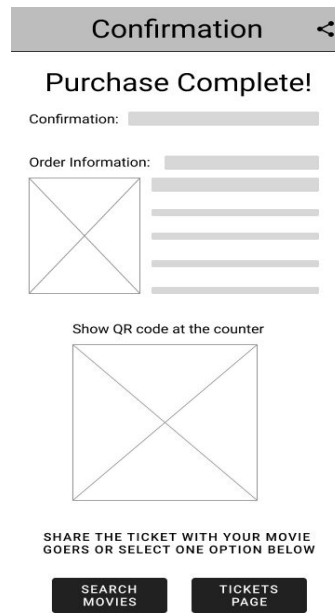 Confirmation
Purchase Complete!
Confirmation:
Order Information:
Show QR code at the counter
SHARE THE TICKET WITH YOUR MOVIE
GOERS OR SELECT ONE OPTION BELOW
SEARCH
MOVIES
TICKETS
PAGE